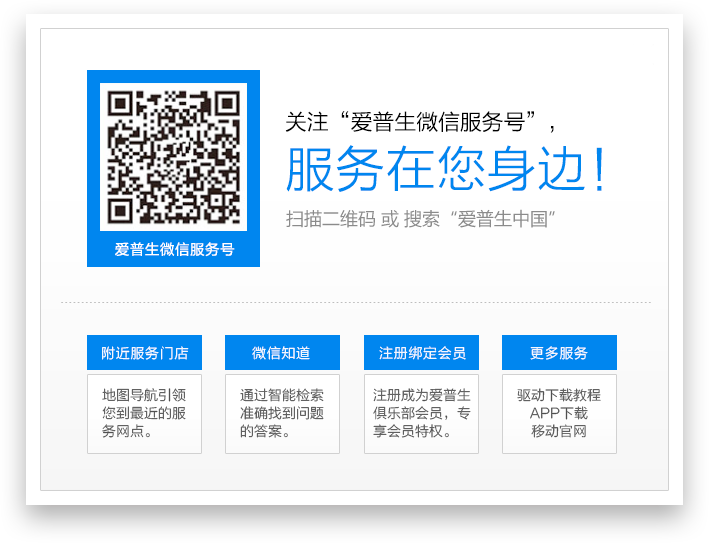 关注“爱普生微信服务号”，
服务在您身边！
扫描二维码 或 搜索“爱普生中国”
爱普生微信服务号
附近服务门店
地图导航引领
您到最近的服
务网点。
微信知道
通过智能检索
准确找到问题
的答案。
注册绑定会员
注册成为爱普生
俱乐部会员，专
享会员特权。
更多服务
驱动下载教程
APP下载
移动官网